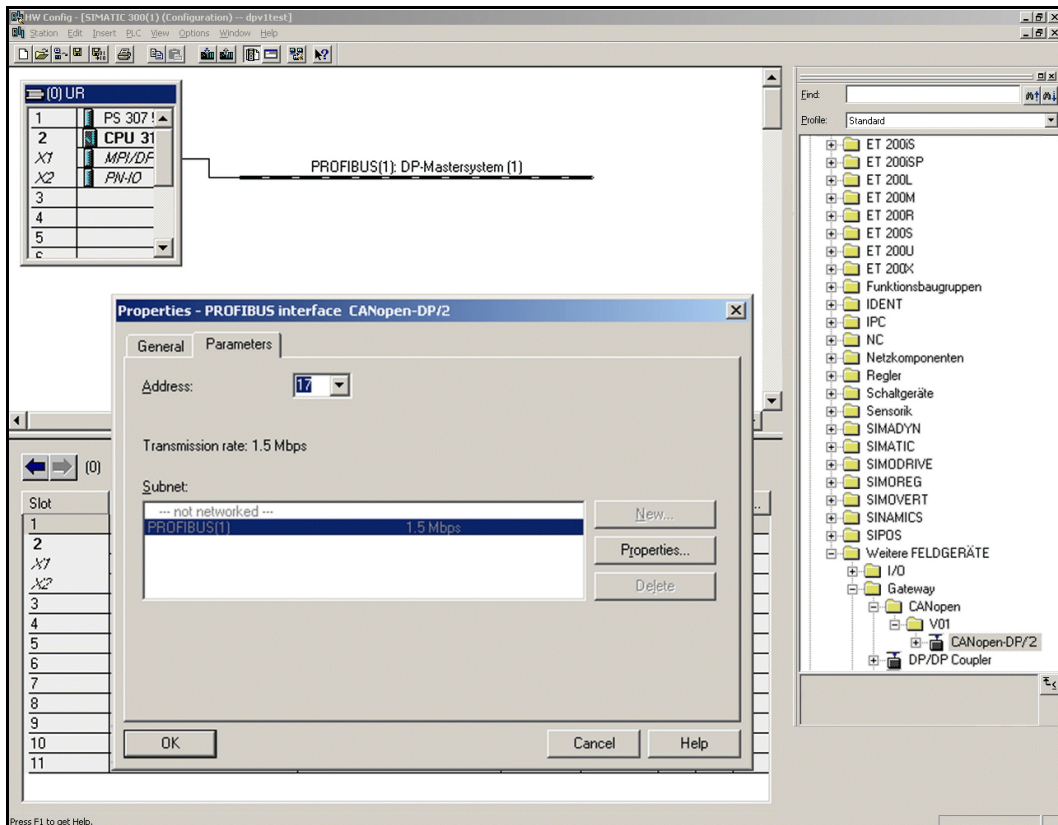 HW Config - [SIMATIC 300(1) (Configuration) -- dpv1test]
Station Edit Insert PLC View Options Window Help
(0) UR
1 PS 307 5
2 CPU 31
X1 MPI/DP
X2 PN-IO
3
4
5
PROFIBUS(1): DP-Mastersystem (1)
Properties - PROFIBUS interface CANopen-DP/2
General Parameters
Address: 17
Transmission rate: 1.5 Mbps
Subnet:
--- not networked ---
PROFIBUS(1) 1.5 Mbps
New...
Properties...
Delete
OK Cancel Help
(0)
Slot
1
2
X1
X2
3
4
5
6
7
8
9
10
11
Find:
Profile: Standard
ET 200iS
ET 200iSP
ET 200L
ET 200M
ET 200R
ET 200S
ET 200U
ET 200X
Funktionsbaugruppen
IDENT
IPC
NC
Netzkomponenten
Regler
Schaltgeräte
Sensorik
SIMADYN
SIMATIC
SIMODRIVE
SIMOREG
SIMOVERT
SINAMICS
SIPOS
Weitere FELDGERÄTE
I/O
Gateway
CANopen
V01
CANopen-DP/2
DP/DP Coupler
Press F1 to get Help.